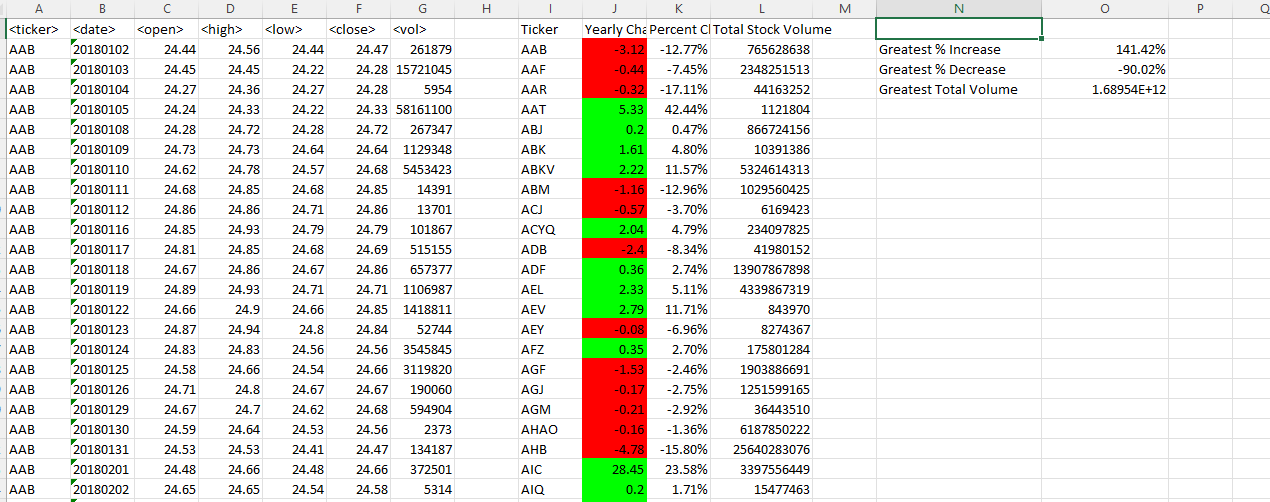 A B C D E F G H I J K L M N O P Q
<ticker> <date> <open> <high> <low> <close> <vol> Ticker Yearly Cha Percent Cl Total Stock Volume
AAB 20180102 24.44 24.56 24.44 24.47 261879 AAB -3.12 -12.77% 765628638 Greatest % Increase 141.42%
AAB 20180103 24.45 24.45 24.22 24.28 15721045 AAF -0.44 -7.45% 2348251513 Greatest % Decrease -90.02%
AAB 20180104 24.27 24.36 24.27 24.28 5954 AAR -0.32 -17.11% 44163252 Greatest Total Volume 1.68954E+12
AAB 20180105 24.24 24.33 24.22 24.33 58161100 AAT 5.33 42.44% 1121804
AAB 20180108 24.28 24.72 24.28 24.72 267347 ABJ 0.2 0.47% 866724156
AAB 20180109 24.73 24.73 24.64 24.64 1129348 ABK 1.61 4.80% 10391386
AAB 20180110 24.62 24.78 24.57 24.68 5453423 ABKV 2.22 11.57% 5324614313
AAB 20180111 24.68 24.85 24.68 24.85 14391 ABM -1.16 -12.96% 1029560425
AAB 20180112 24.86 24.86 24.71 24.86 13701 ACJ -0.57 -3.70% 6169423
AAB 20180116 24.85 24.93 24.79 24.79 101867 ACYQ 2.04 4.79% 234097825
AAB 20180117 24.81 24.85 24.68 24.69 515155 ADB -2.4 -8.34% 41980152
AAB 20180118 24.67 24.86 24.67 24.86 657377 ADF 0.36 2.74% 13907867898
AAB 20180119 24.89 24.93 24.71 24.71 1106987 AEL 2.33 5.11% 4339867319
AAB 20180122 24.66 24.9 24.66 24.85 1418811 AEV 2.79 11.71% 843970
AAB 20180123 24.87 24.94 24.8 24.84 52744 AEY -0.08 -6.96% 8274367
AAB 20180124 24.83 24.83 24.56 24.56 3545845 AFZ 0.35 2.70% 175801284
AAB 20180125 24.58 24.66 24.54 24.66 3119820 AGF -1.53 -2.46% 1903886691
AAB 20180126 24.71 24.8 24.67 24.67 190060 AGJ -0.17 -2.75% 1251599165
AAB 20180129 24.67 24.7 24.62 24.68 594904 AGM -0.21 -2.92% 36443510
AAB 20180130 24.59 24.64 24.53 24.56 2373 AHAO -0.16 -1.36% 6187850222
AAB 20180131 24.53 24.53 24.41 24.47 134187 AHB -4.78 -15.80% 25640283076
AAB 20180201 24.48 24.66 24.48 24.66 372501 AIC 28.45 23.58% 3397556449
AAB 20180202 24.65 24.65 24.54 24.58 5314 AIQ 0.2 1.71% 15477463